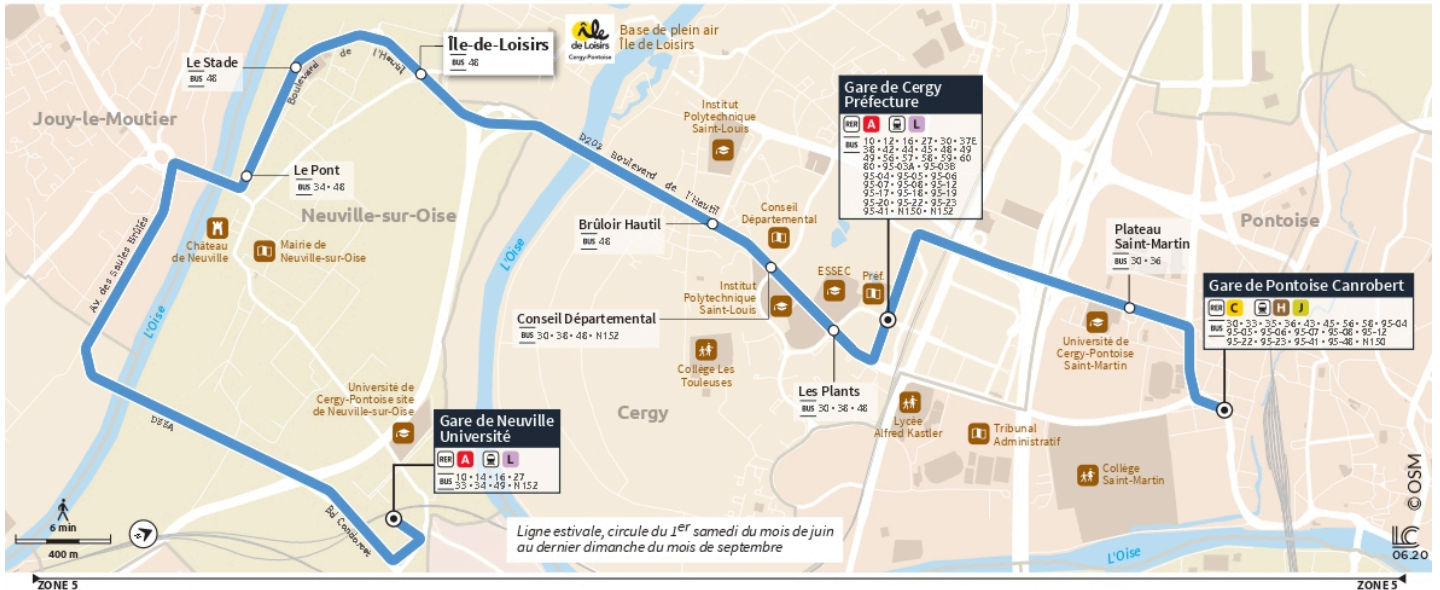 île
de Loisirs
Cergy-Pontoise
Base de plein air
Île de Loisirs
Île-de-Loisirs
BUS 48
Le Stade
BUS 48
Boulevard de l'Hautil
Jouy-le-Moutier
Le Pont
BUS 34 • 48
Neuville-sur-Oise
Château
de Neuville
Mairie de
Neuville-sur-Oise
Av. des Saules Brûlés
L'Oise
L'Oise
D203 Boulevard de l'Hautil
Institut
Polytechnique
Saint-Louis
Gare de Cergy
Préfecture
RER A L
BUS 10 • 12 • 16 • 27 • 30 • 37E
38 • 42 • 44 • 45 • 48 • 49
49 • 56 • 57 • 58 • 59 • 60
80 • 95-03A • 95-03B
95-04 • 95-05 • 95-06
95-07 • 95-08 • 95-12
95-17 • 95-18 • 95-19
95-20 • 95-22 • 95-23
95-41 • N150 • N152
Brûloir Hautil
BUS 48
Conseil
Départemental
Pontoise
Plateau
Saint-Martin
BUS 30 • 36
ESSEC
Préf.
Institut
Polytechnique
Saint-Louis
Conseil Départemental
BUS 30 • 38 • 48 • N152
Gare de Pontoise Canrobert
RER C H J
BUS 30 • 33 • 35 • 36 • 43 • 45 • 56 • 58 • 95-04
95-05 • 95-06 • 95-07 • 95-08 • 95-12
95-22 • 95-23 • 95-41 • 95-48 • N150
Université de
Cergy-Pontoise
Saint-Martin
Collège Les
Touleuses
Les Plants
BUS 30 • 38 • 48
Cergy
Lycée
Alfred Kastler
Tribunal
Administratif
Collège
Saint-Martin
Université de
Cergy-Pontoise site
de Neuville-sur-Oise
D55A
Gare de Neuville
Université
RER A L
BUS 10 • 14 • 16 • 27
33 • 34 • 49 • N152
Bd Condorcet
6 min
400 m
Ligne estivale, circule du 1er samedi du mois de juin
au dernier dimanche du mois de septembre
L'Oise
© OSM
LC
06.20
ZONE 5
ZONE 5